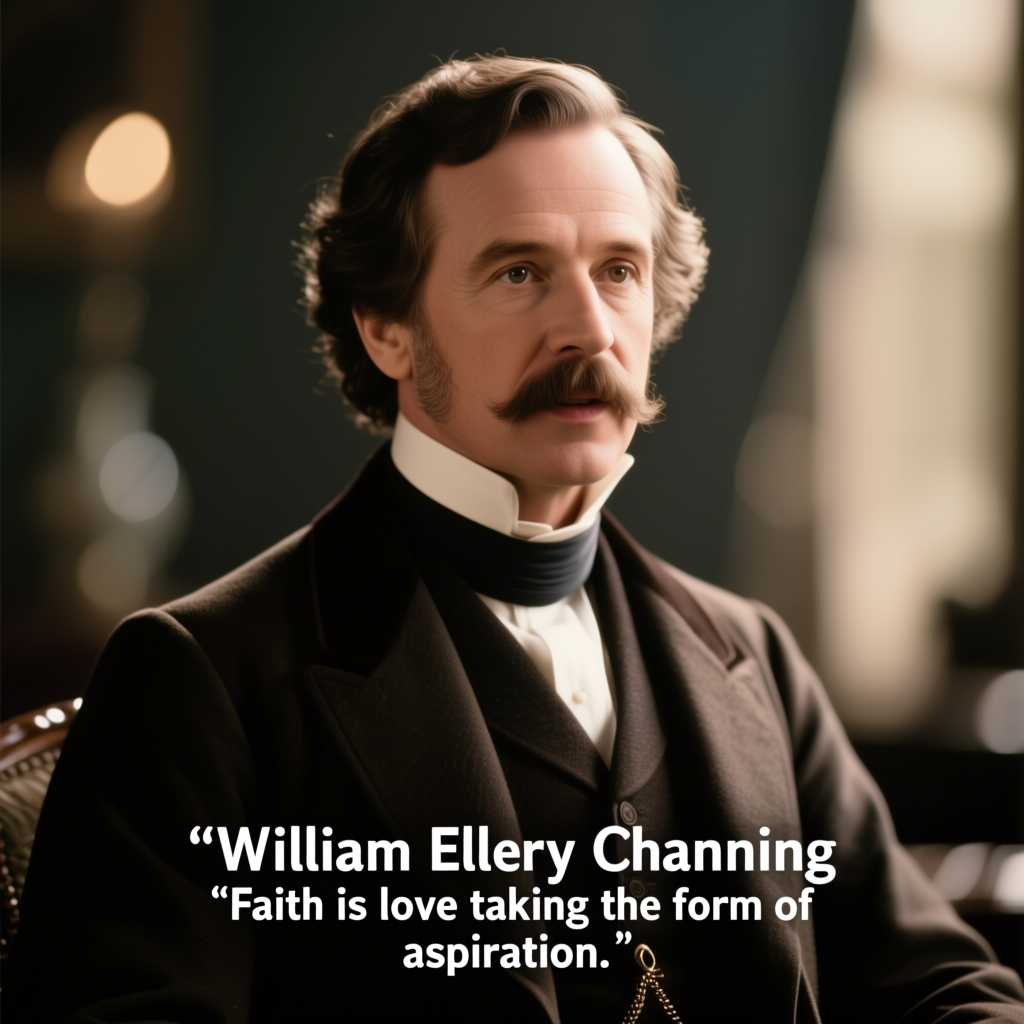 “William Ellery Channing
“Faith is love taking the form of
aspiration.”